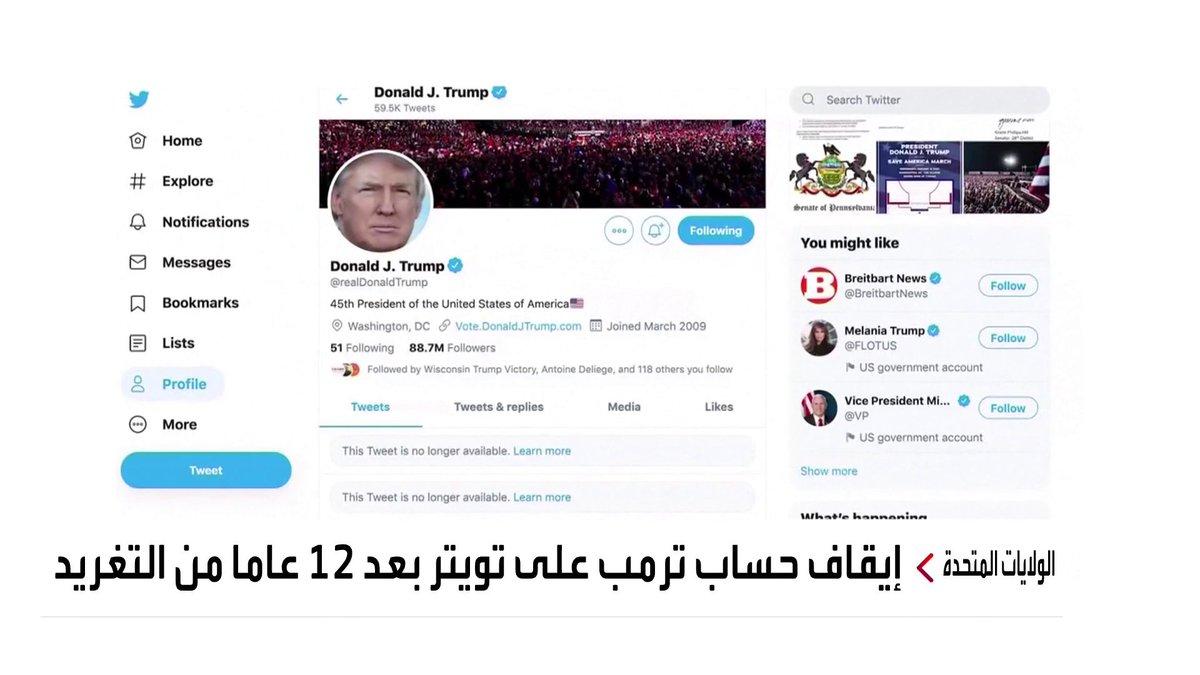 Home
Explore
Notifications
Messages
Bookmarks
Lists
Profile
More
Tweet
Donald J. Trump
59.5K Tweets
Following
Donald J. Trump
@realDonaldTrump
45th President of the United States of America
Washington, DC Vote.DonaldJTrump.com Joined March 2009
51 Following 88.7M Followers
Followed by Wisconsin Trump Victory, Antoine Deliege, and 118 others you follow
Tweets Tweets & replies Media Likes
This Tweet is no longer available. Learn more
This Tweet is no longer available. Learn more
Search Twitter
Senate of Pennsylvania
PRESIDENT
DONALD J. TRUMP
SAVE AMERICA MARCH
You might like
Breitbart News
@BreitbartNews
Follow
Melania Trump
@FLOTUS
Follow
US government account
Vice President Mi...
@VP
Follow
US government account
Show more
What's happening
الولايات المتحدة
إيقاف حساب ترمب على تويتر بعد 12 عاما من التغريد